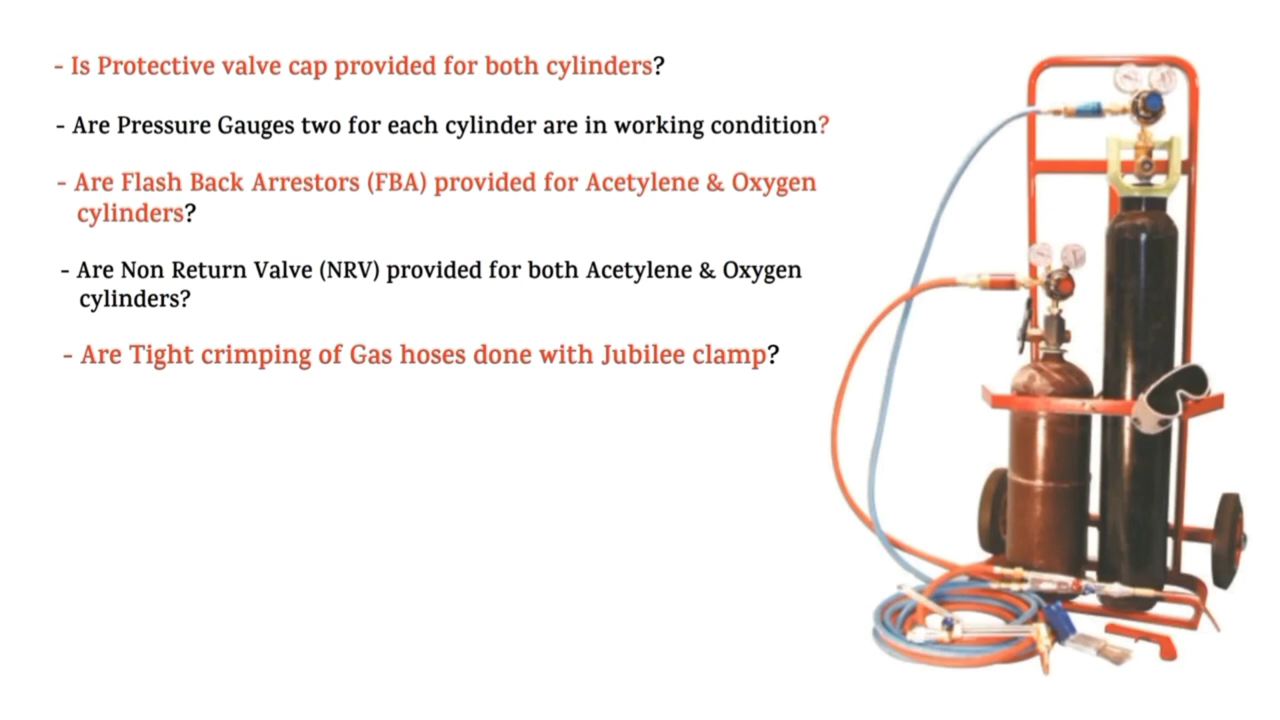 - Is Protective valve cap provided for both cylinders?
- Are Pressure Gauges two for each cylinder are in working condition?
- Are Flash Back Arrestors (FBA) provided for Acetylene & Oxygen
cylinders?
- Are Non Return Valve (NRV) provided for both Acetylene & Oxygen
cylinders?
- Are Tight crimping of Gas hoses done with Jubilee clamp?